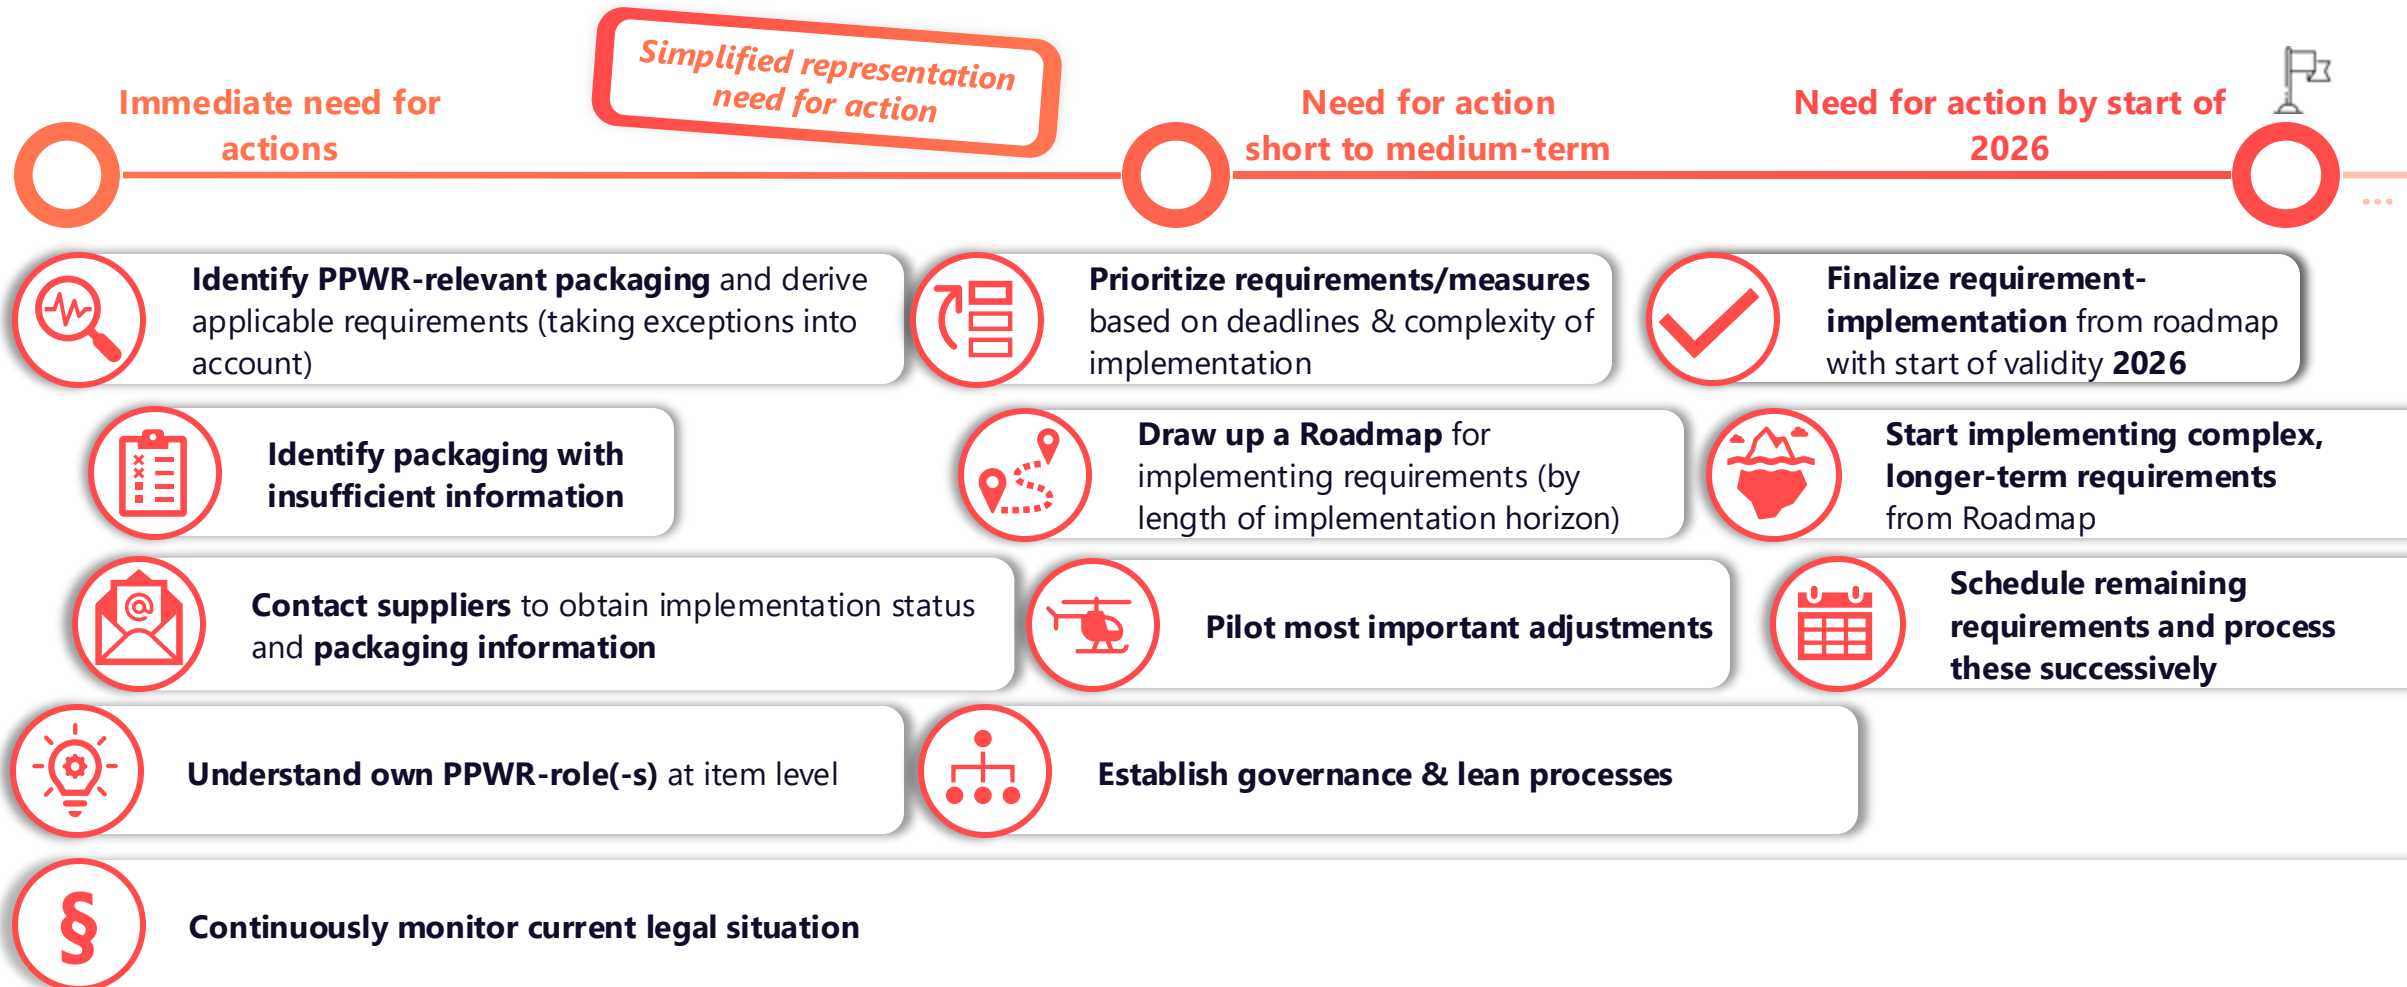 Simplified representation
need for action
Immediate need for
actions
Need for action
short to medium-term
Need for action by start of
2026
...
Identify PPWR-relevant packaging and derive
applicable requirements (taking exceptions into
account)
Prioritize requirements/measures
based on deadlines & complexity of
implementation
Finalize requirement-
implementation from roadmap
with start of validity 2026
Identify packaging with
insufficient information
Draw up a Roadmap for
implementing requirements (by
length of implementation horizon)
Start implementing complex,
longer-term requirements
from Roadmap
@
Contact suppliers to obtain implementation status
and packaging information
Pilot most important adjustments
Schedule remaining
requirements and process
these successively
Understand own PPWR-role(-s) at item level
Establish governance & lean processes
§
Continuously monitor current legal situation